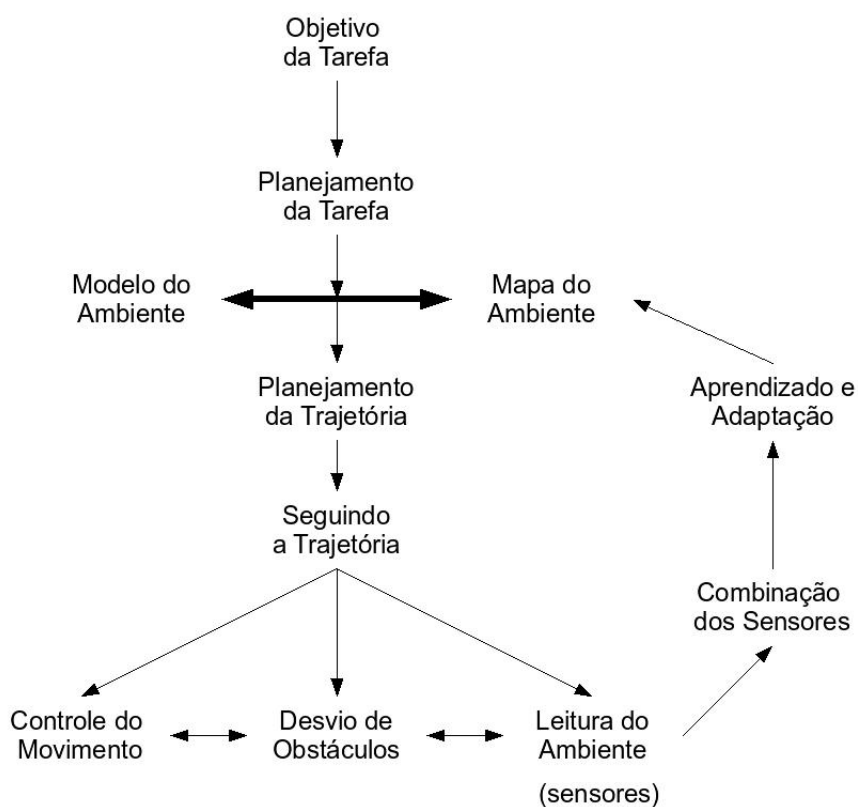 Objetivo
da Tarefa
Planejamento
da Tarefa
Modelo do
Ambiente
Mapa do
Ambiente
Planejamento
da Trajetória
Aprendizado e
Adaptação
Seguindo
a Trajetória
Combinação
dos Sensores
Controle do
Movimento
Desvio de
Obstáculos
Leitura do
Ambiente
(sensores)